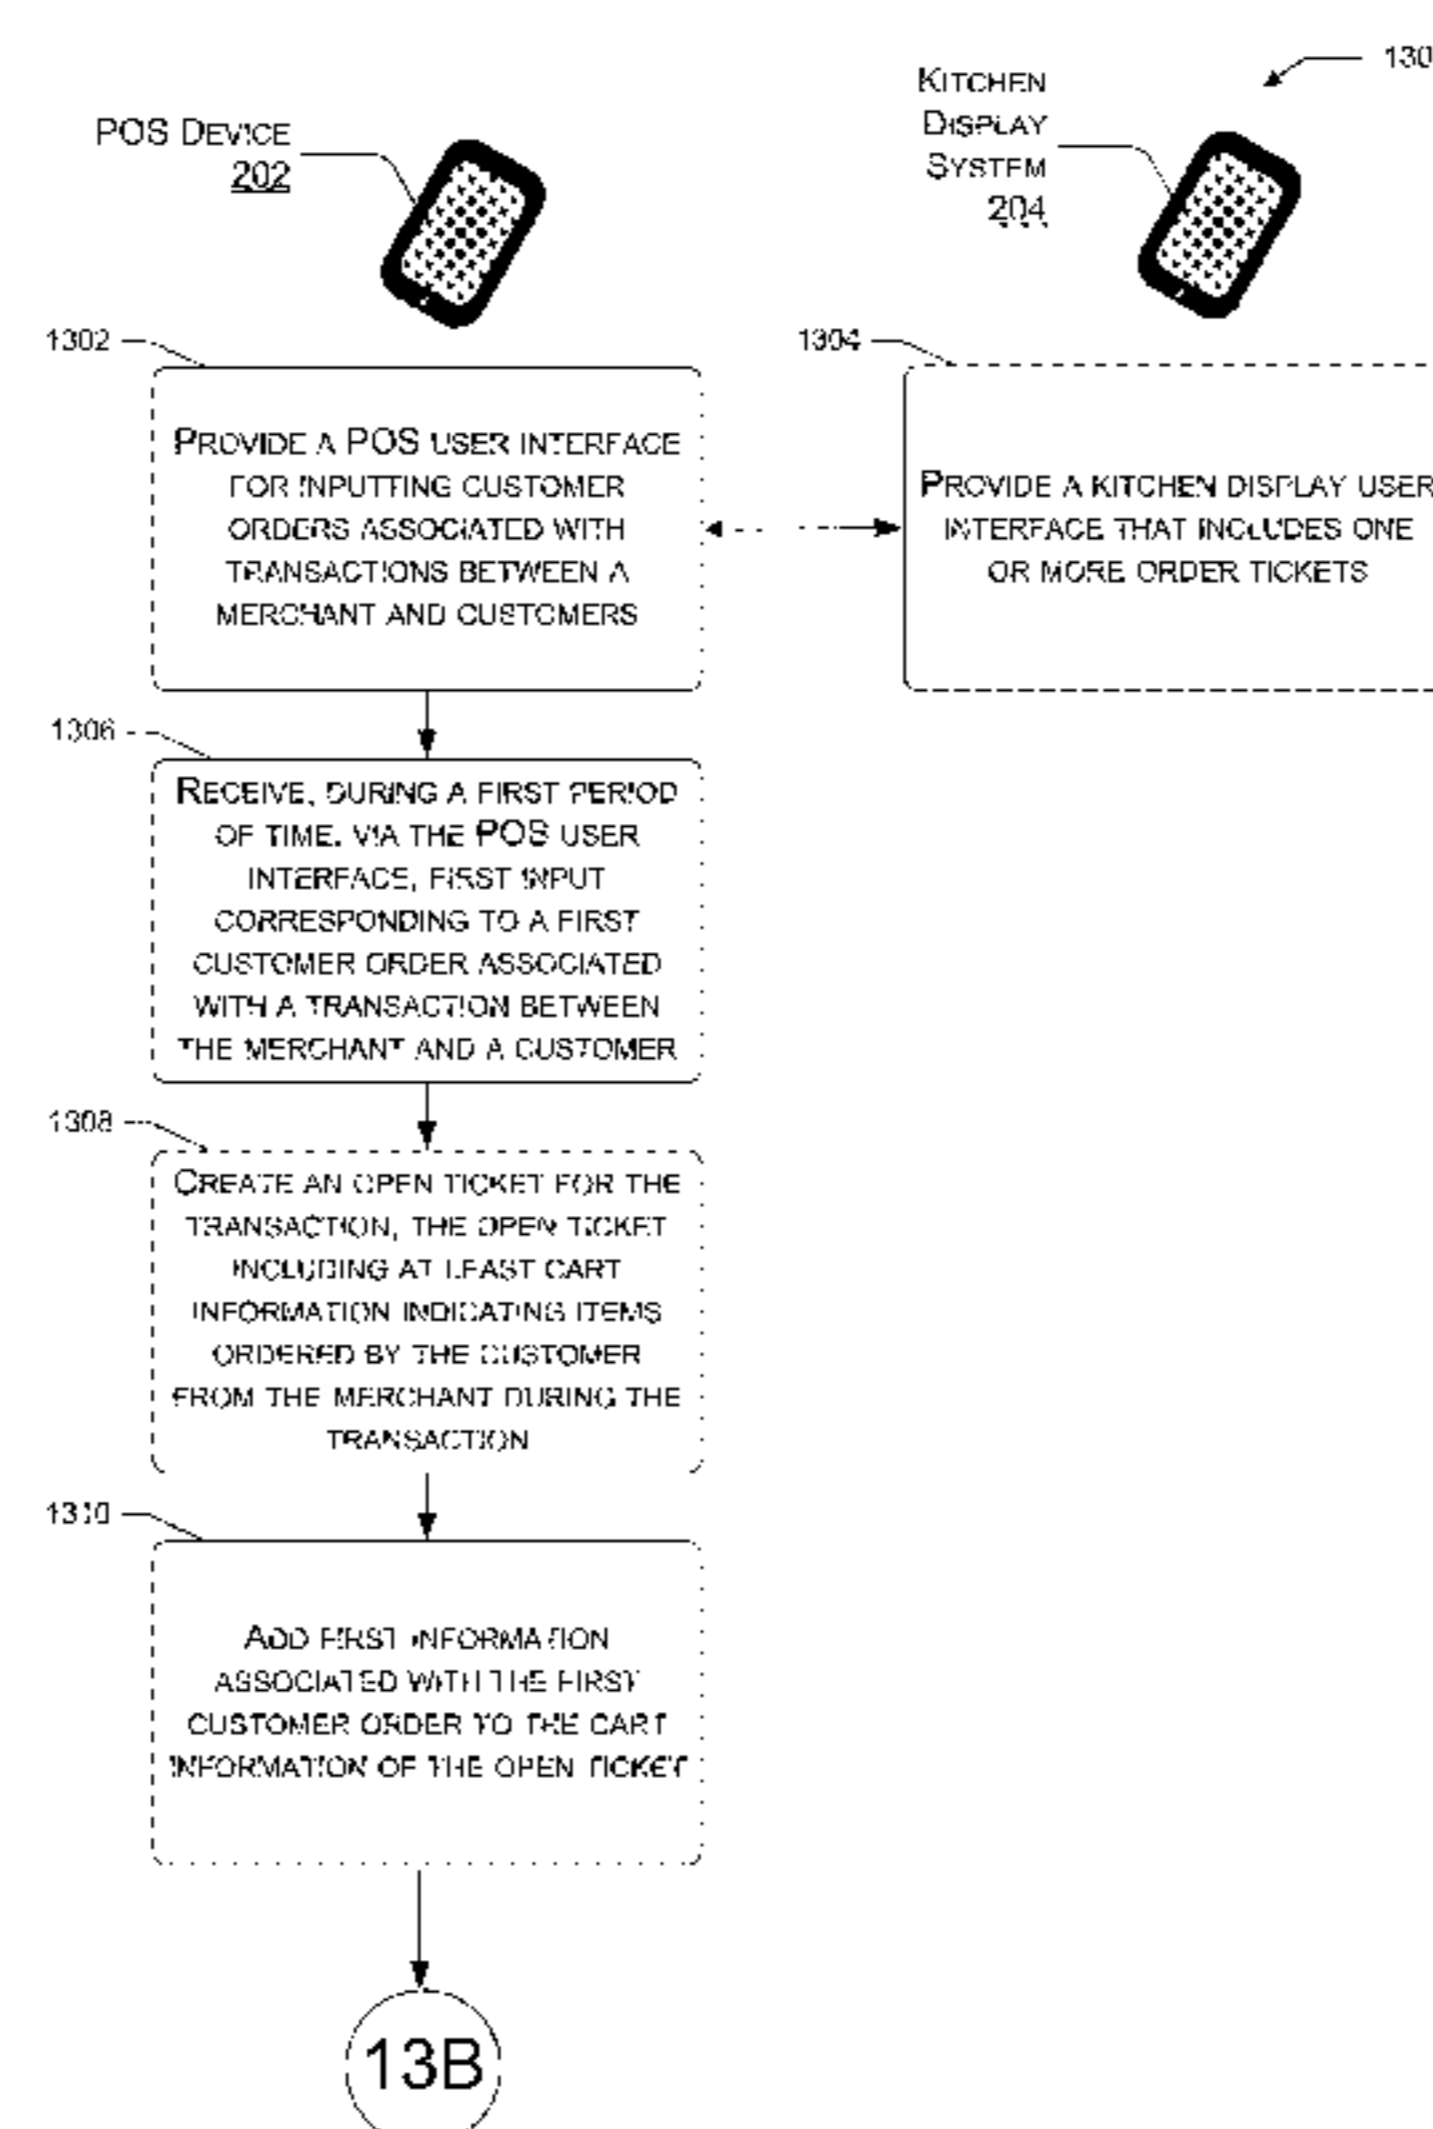 130
KITCHEN
DISPLAY
SYSTEM
204
POS DEVICE
202
1302
PROVIDE A POS USER INTERFACE
FOR INPUTTING CUSTOMER
ORDERS ASSOCIATED WITH
TRANSACTIONS BETWEEN A
MERCHANT AND CUSTOMERS
1304
PROVIDE A KITCHEN DISPLAY USER
INTERFACE THAT INCLUDES ONE
OR MORE ORDER TICKETS
1306
RECEIVE, DURING A FIRST PERIOD
OF TIME, VIA THE POS USER
INTERFACE, FIRST INPUT
CORRESPONDING TO A FIRST
CUSTOMER ORDER ASSOCIATED
WITH A TRANSACTION BETWEEN
THE MERCHANT AND A CUSTOMER
1308
CREATE AN OPEN TICKET FOR THE
TRANSACTION, THE OPEN TICKET
INCLUDING AT LEAST CART
INFORMATION INDICATING ITEMS
ORDERED BY THE CUSTOMER
FROM THE MERCHANT DURING THE
TRANSACTION
1310
ADD FIRST INFORMATION
ASSOCIATED WITH THE FIRST
CUSTOMER ORDER TO THE CART
INFORMATION OF THE OPEN TICKET
13B